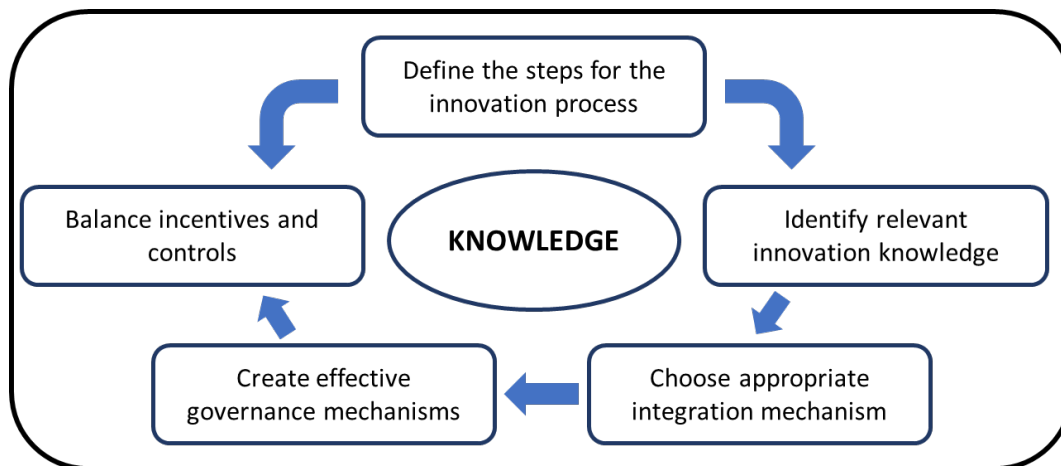 Define the steps for the
innovation process
Balance incentives and
controls
KNOWLEDGE
Identify relevant
innovation knowledge
Create effective
governance mechanisms
Choose appropriate
integration mechanism